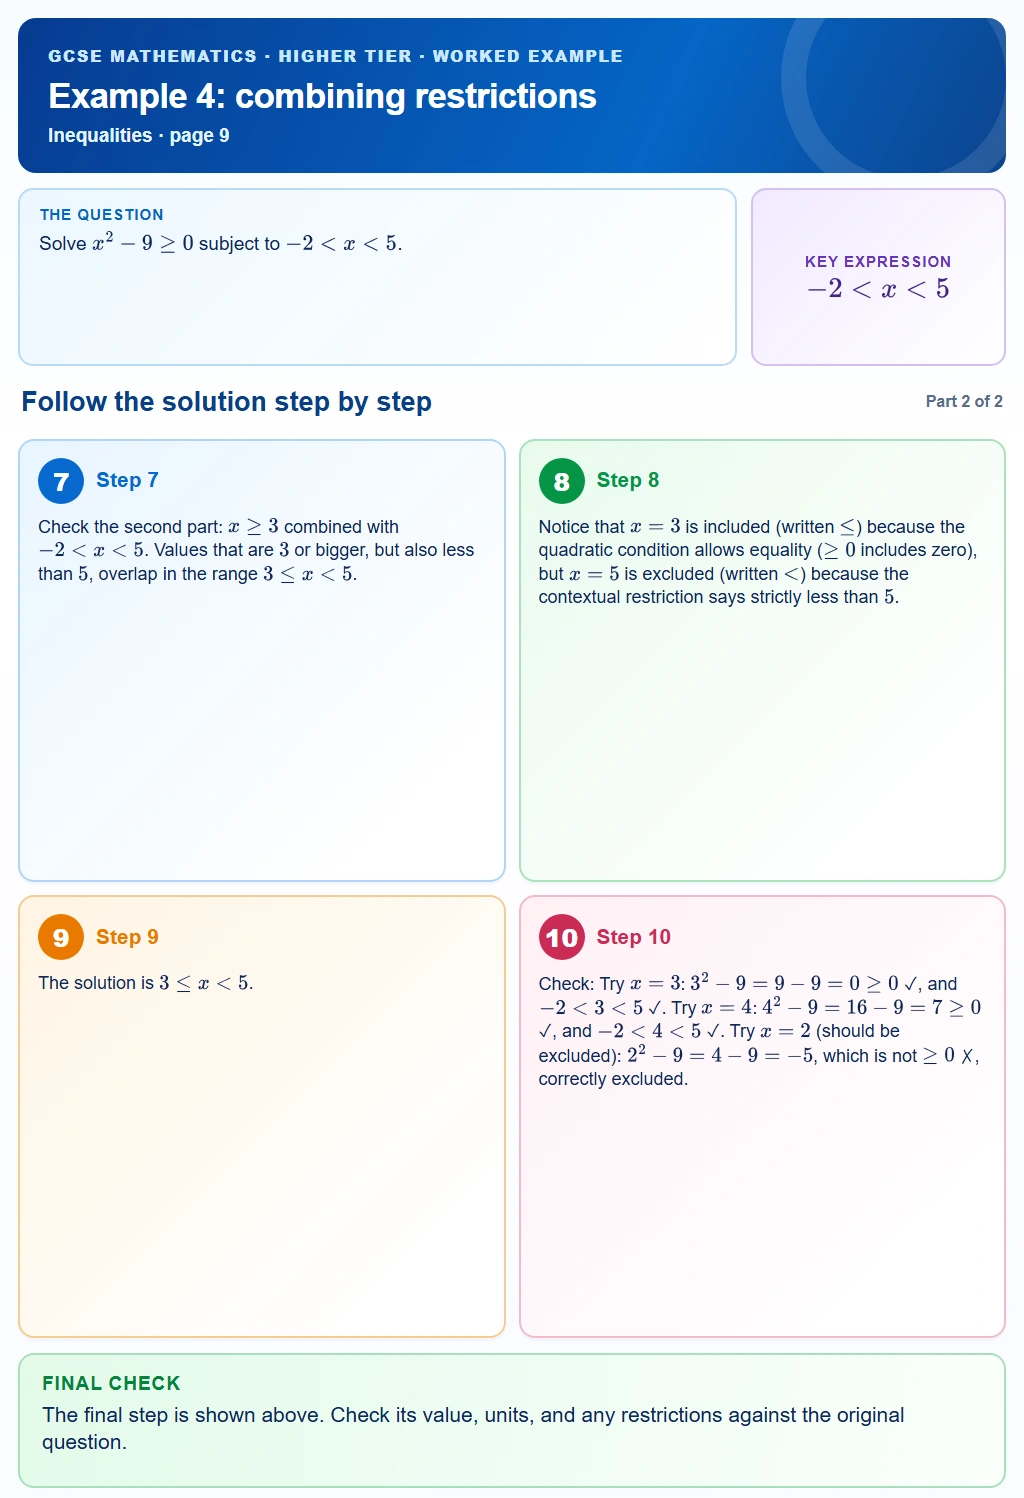 GCSE MATHEMATICS · HIGHER TIER · WORKED EXAMPLE
Example 4: combining restrictions
Inequalities · page 9
THE QUESTION
Solve x² − 9 ≥ 0 subject to −2 < x < 5.
KEY EXPRESSION
−2 < x < 5
Follow the solution step by step
Part 2 of 2
7 Step 7
Check the second part: x ≥ 3 combined with
−2 < x < 5. Values that are 3 or bigger, but also less
than 5, overlap in the range 3 ≤ x < 5.
8 Step 8
Notice that x = 3 is included (written ≤) because the
quadratic condition allows equality (≥ 0 includes zero),
but x = 5 is excluded (written <) because the
contextual restriction says strictly less than 5.
9 Step 9
The solution is 3 ≤ x < 5.
10 Step 10
Check: Try x = 3: 3² − 9 = 9 − 9 = 0 ≥ 0 ✓, and
−2 < 3 < 5 ✓. Try x = 4: 4² − 9 = 16 − 9 = 7 ≥ 0
✓, and −2 < 4 < 5 ✓. Try x = 2 (should be
excluded): 2² − 9 = 4 − 9 = −5, which is not ≥ 0 ✗,
correctly excluded.
FINAL CHECK
The final step is shown above. Check its value, units, and any restrictions against the original
question.